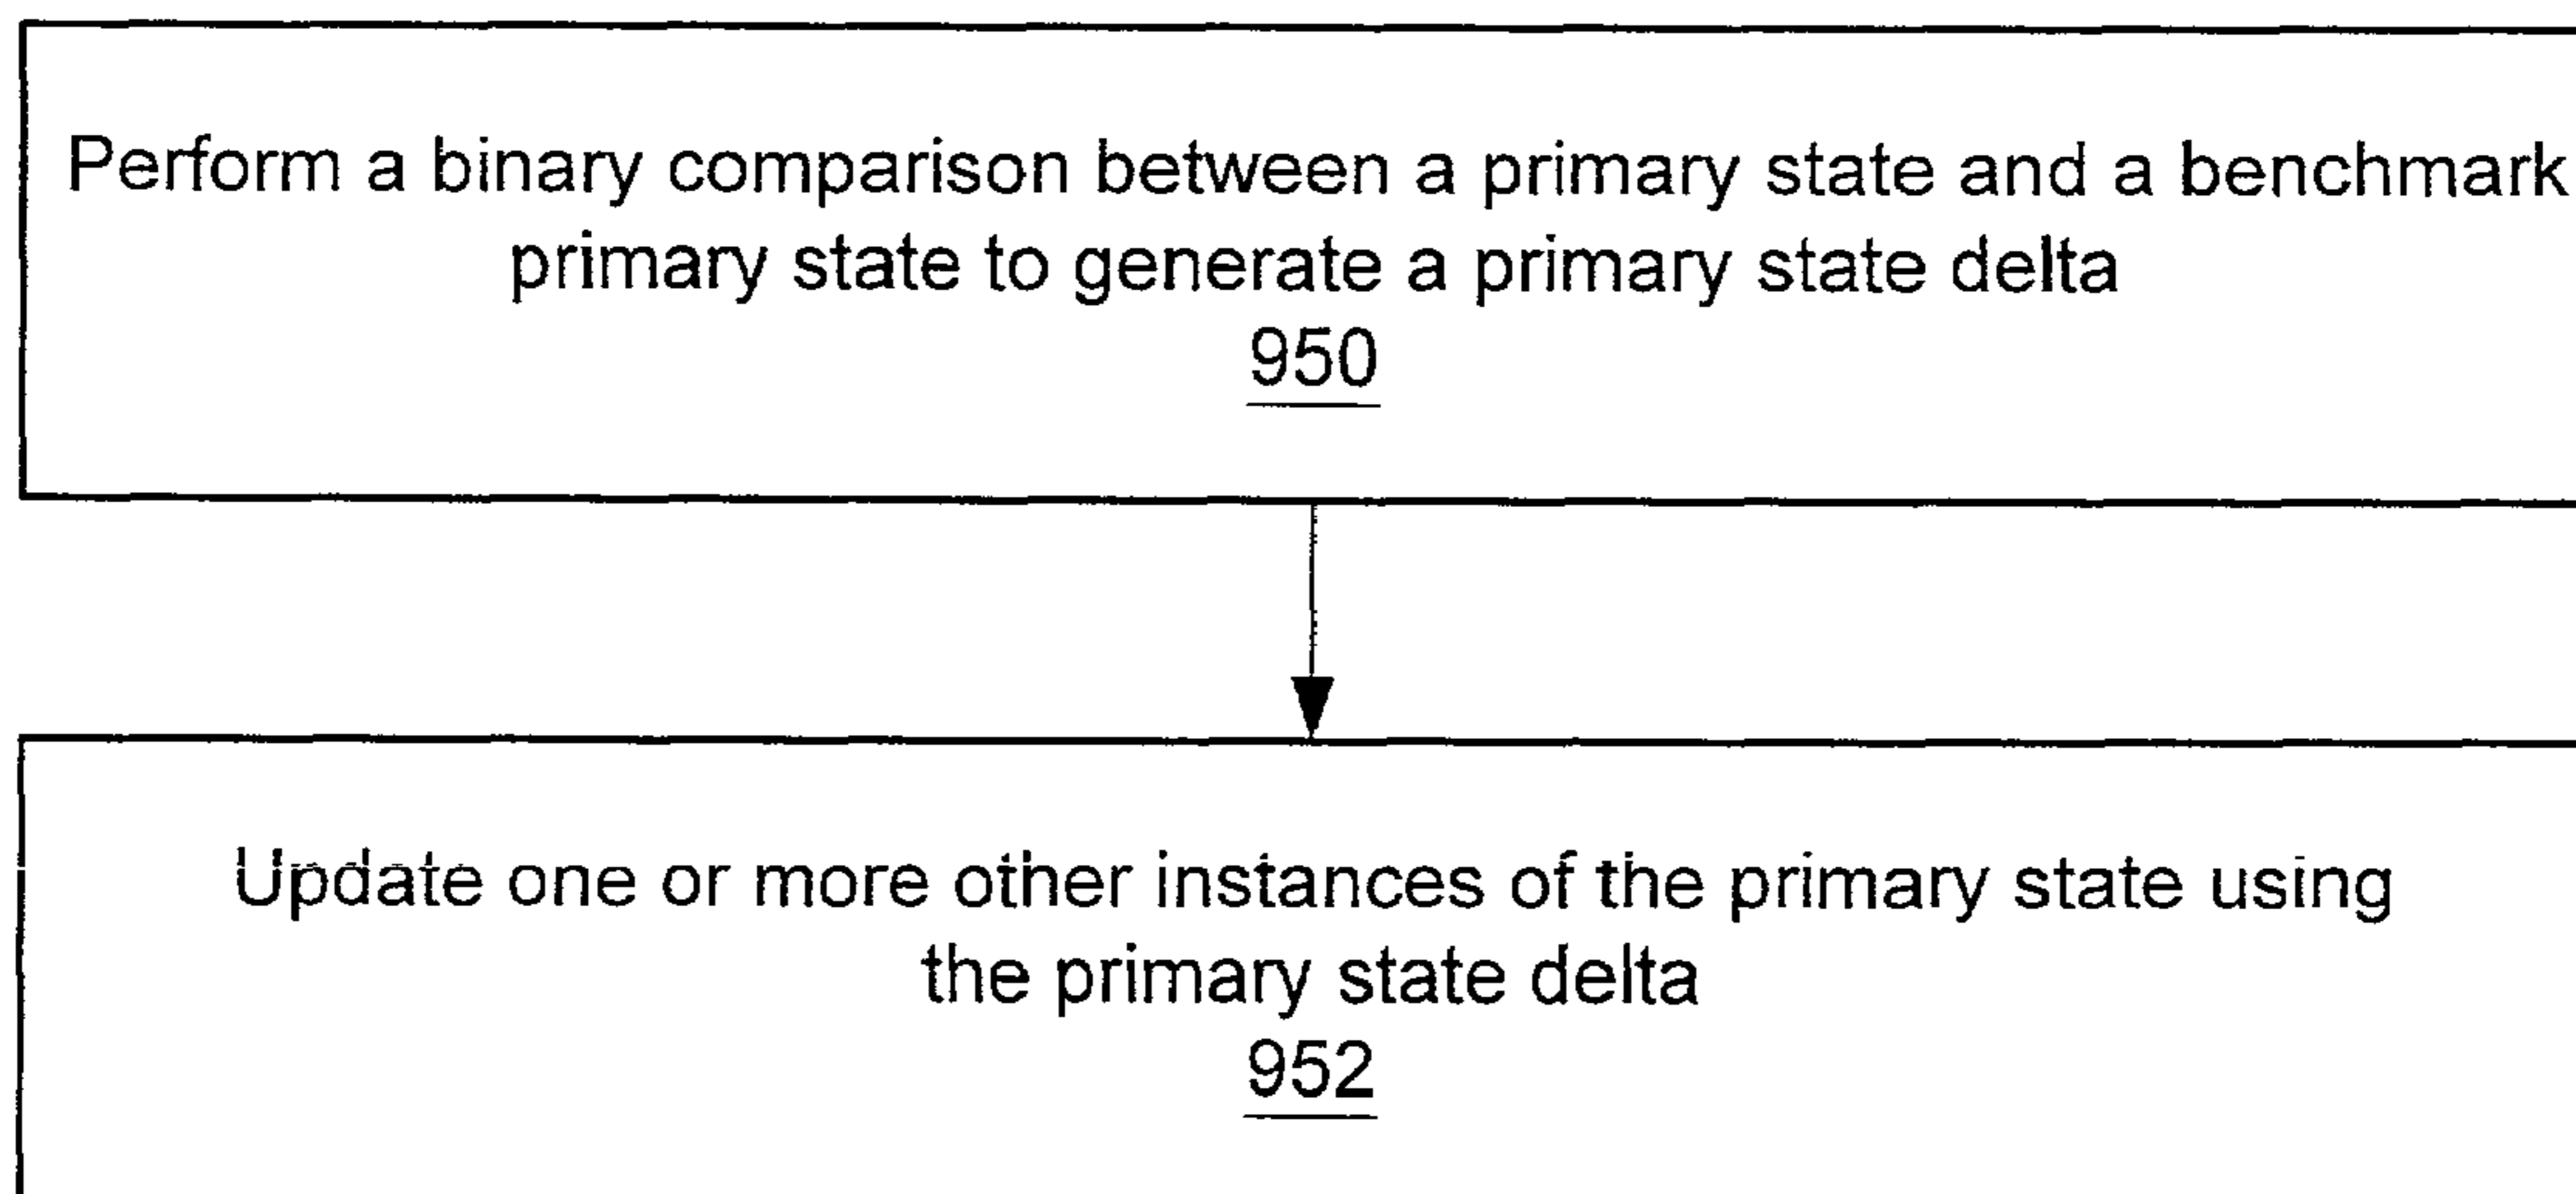 Perform a binary comparison between a primary state and a benchmark
primary state to generate a primary state delta
950
Update one or more other instances of the primary state using
the primary state delta
952